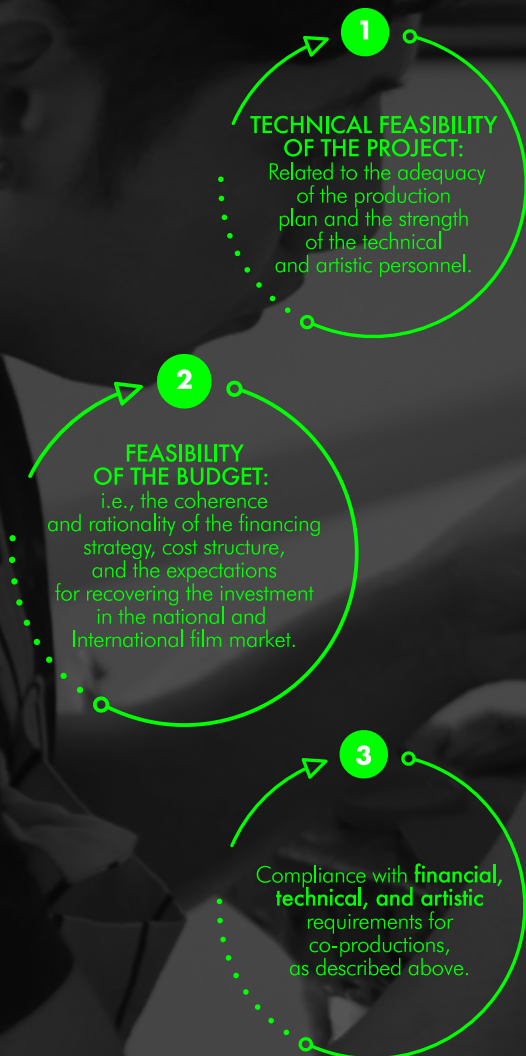 1
TECHNICAL FEASIBILITY
OF THE PROJECT:
Related to the adequacy
of the production
plan and the strength
of the technical
and artistic personnel.
2
FEASIBILITY
OF THE BUDGET:
i.e., the coherence
and rationality of the financing
strategy, cost structure,
and the expectations
for recovering the investment
in the national and
International film market.
3
Compliance with financial,
technical, and artistic
requirements for
co-productions,
as described above.